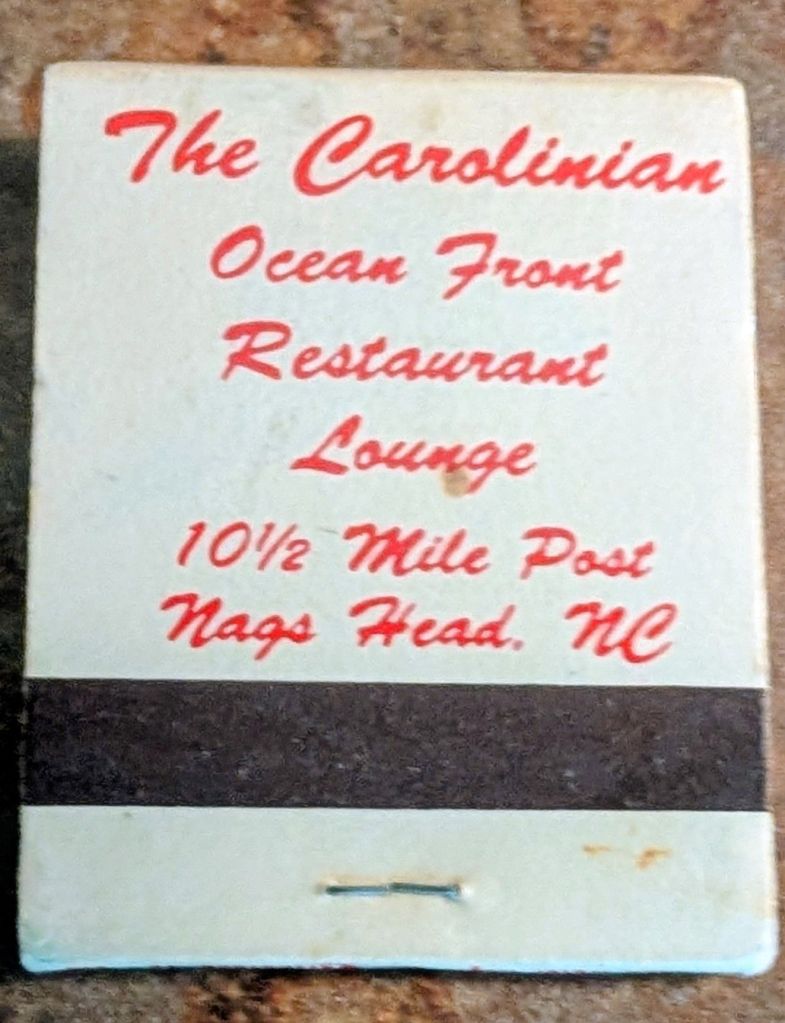 The Carolinian
Ocean Front
Restaurant
Lounge
10½ Mile Post
Nags Head, NC